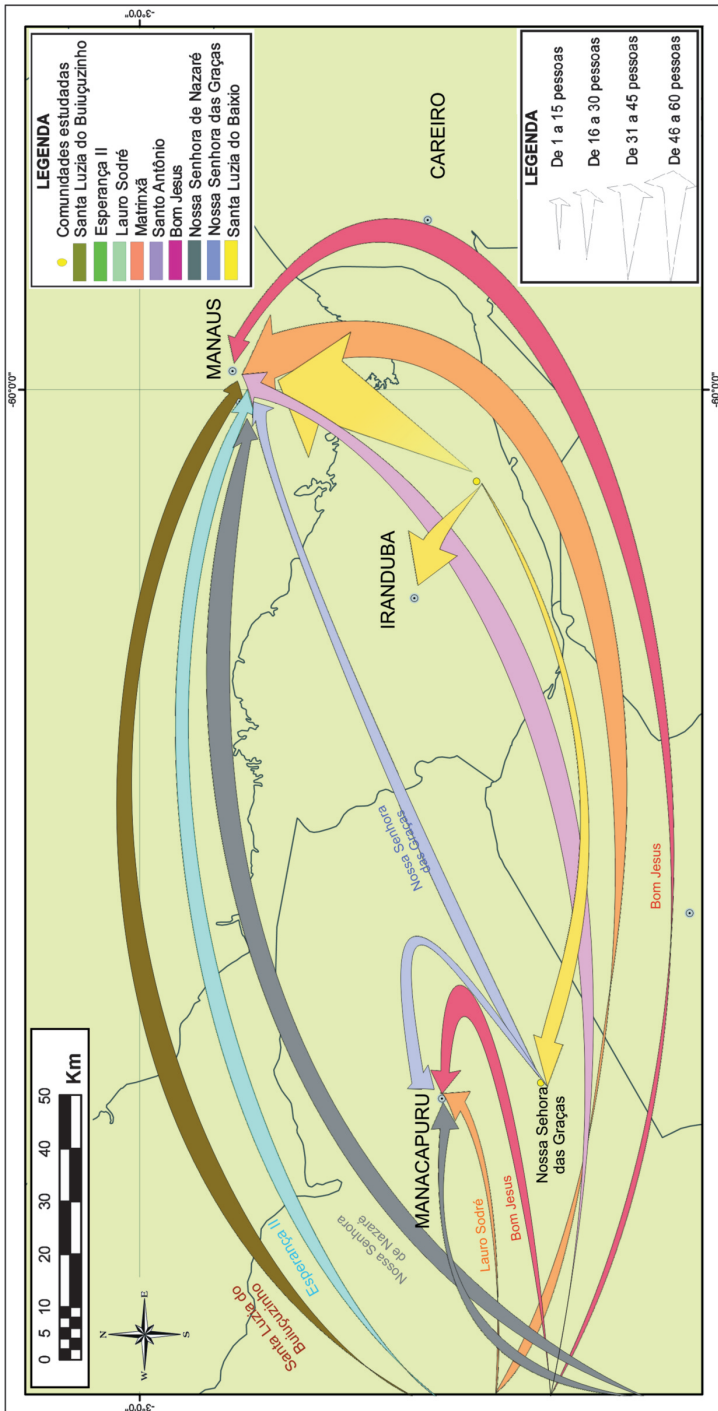 -60°0'0"
-3°0'0"
-3°0'0"
-60°0'0"
0 5 10 20 30 40 50
Km
N
W
E
S
LEGENDA
Comunidades estudadas
Santa Luzia do Buiuçuzinho
Esperança II
Lauro Sodré
Matrinxã
Santo Antônio
Bom Jesus
Nossa Senhora de Nazaré
Nossa Senhora das Graças
Santa Luzia do Baixio
MANAUS
CAREIRO
IRANDUBA
MANACAPURU
Santa Luzia do
Buiuçuzinho
Esperança II
Nossa Senhora
de Nazaré
Nossa Senhora
das Graças
Lauro Sodré
Bom Jesus
Nossa Sehora
das Graças
Bom Jesus
LEGENDA
De 1 a 15 pessoas
De 16 a 30 pessoas
De 31 a 45 pessoas
De 46 a 60 pessoas